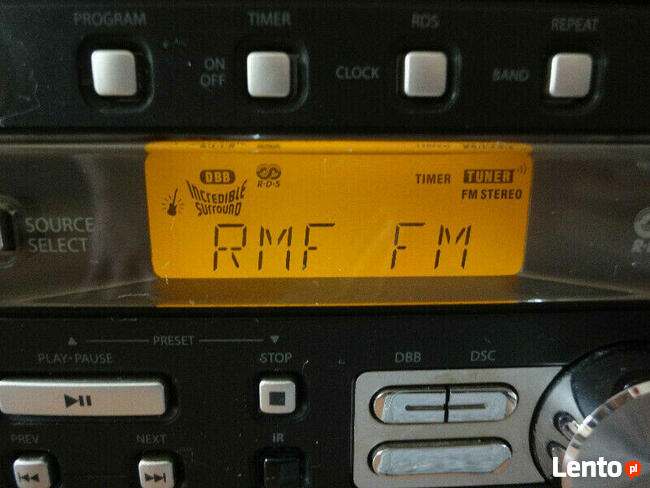 PROGRAM TIMER RDS REPEAT
ON OFF CLOCK BAND
DBB R·D·S TIMER TUNER
INCREDIBLE SURROUND FM STEREO
SOURCE SELECT
RMF FM
PRESET
PLAY•PAUSE STOP DBB DSC
PREV NEXT IR
Lento.pl